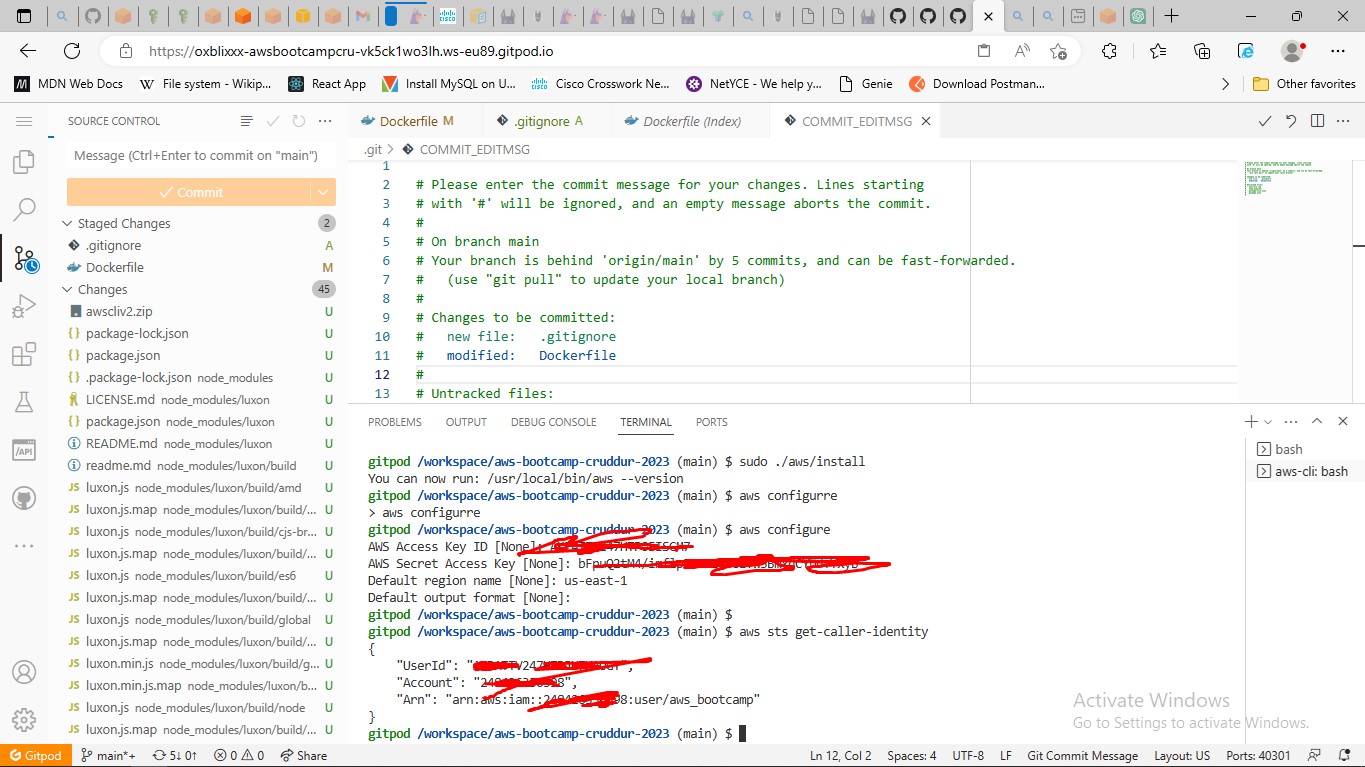 https://oxblixxx-awsbootcampcru-vk5ck1wo3lh.ws-eu89.gitpod.io
MDN Web Docs
File system - Wikip...
React App
Install MySQL on U...
Cisco Crosswork Ne...
NetYCE - We help y...
Genie
Download Postman...
Other favorites
SOURCE CONTROL
Message (Ctrl+Enter to commit on "main")
Commit
Staged Changes 2
.gitignore A
Dockerfile M
Changes 45
awscliv2.zip U
package-lock.json U
package.json U
.package-lock.json node_modules U
LICENSE.md node_modules/luxon U
package.json node_modules/luxon U
README.md node_modules/luxon U
readme.md node_modules/luxon/build U
JS luxon.js node_modules/luxon/build/amd U
JS luxon.js.map node_modules/luxon/build/... U
JS luxon.js node_modules/luxon/build/cjs-br... U
JS luxon.js.map node_modules/luxon/build/... U
JS luxon.js node_modules/luxon/build/es6 U
JS luxon.js.map node_modules/luxon/build/... U
JS luxon.js node_modules/luxon/build/global U
JS luxon.js.map node_modules/luxon/build/... U
JS luxon.min.js node_modules/luxon/build/g... U
JS luxon.min.js.map node_modules/luxon/b... U
JS luxon.js node_modules/luxon/build/node U
JS luxon.js.map node_modules/luxon/build/... U
Dockerfile M
.gitignore A
Dockerfile (Index)
COMMIT_EDITMSG
.git > COMMIT_EDITMSG
1
2 # Please enter the commit message for your changes. Lines starting
3 # with '#' will be ignored, and an empty message aborts the commit.
4 #
5 # On branch main
6 # Your branch is behind 'origin/main' by 5 commits, and can be fast-forwarded.
7 #   (use "git pull" to update your local branch)
8 #
9 # Changes to be committed:
10 #   new file:   .gitignore
11 #   modified:   Dockerfile
12 #
13 # Untracked files:
PROBLEMS OUTPUT DEBUG CONSOLE TERMINAL PORTS
bash
aws-cli: bash
gitpod /workspace/aws-bootcamp-cruddur-2023 (main) $ sudo ./aws/install
You can now run: /usr/local/bin/aws --version
gitpod /workspace/aws-bootcamp-cruddur-2023 (main) $ aws configurre
> aws configurre
gitpod /workspace/aws-bootcamp-cruddur-2023 (main) $ aws configure
AWS Access Key ID [None]:
AWS Secret Access Key [None]:
Default region name [None]: us-east-1
Default output format [None]:
gitpod /workspace/aws-bootcamp-cruddur-2023 (main) $
gitpod /workspace/aws-bootcamp-cruddur-2023 (main) $ aws sts get-caller-identity
{
"UserId": "
"Account": "
"Arn": "arn:aws:iam:: :user/aws_bootcamp"
}
gitpod /workspace/aws-bootcamp-cruddur-2023 (main) $
Activate Windows
Go to Settings to activate Windows.
Gitpod main*+ 5↓ 0↑ 0 0 Share Ln 12, Col 2 Spaces: 4 UTF-8 LF Git Commit Message Layout: US Ports: 40301